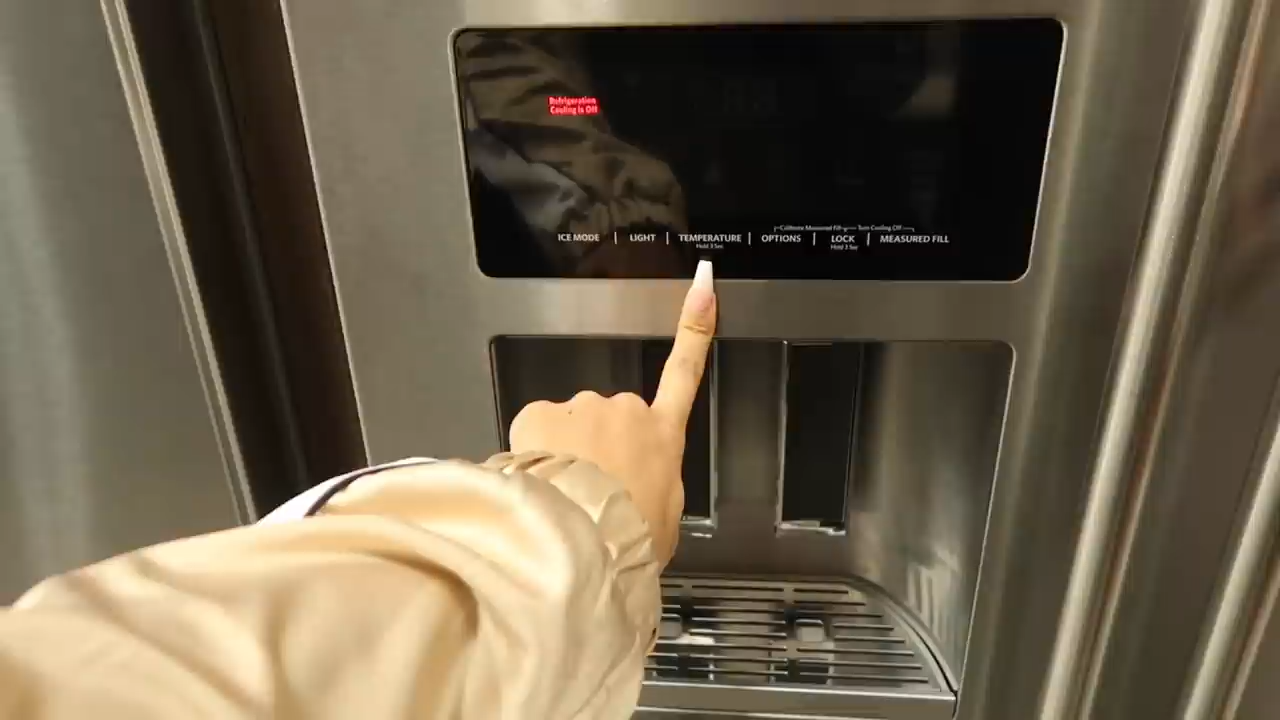 Refrigeration
Cooling is Off
Calibrate Measured Fill Turn Cooling Off
ICE MODE | LIGHT | TEMPERATURE | OPTIONS | LOCK | MEASURED FILL
Hold 3 Sec Hold 3 Sec